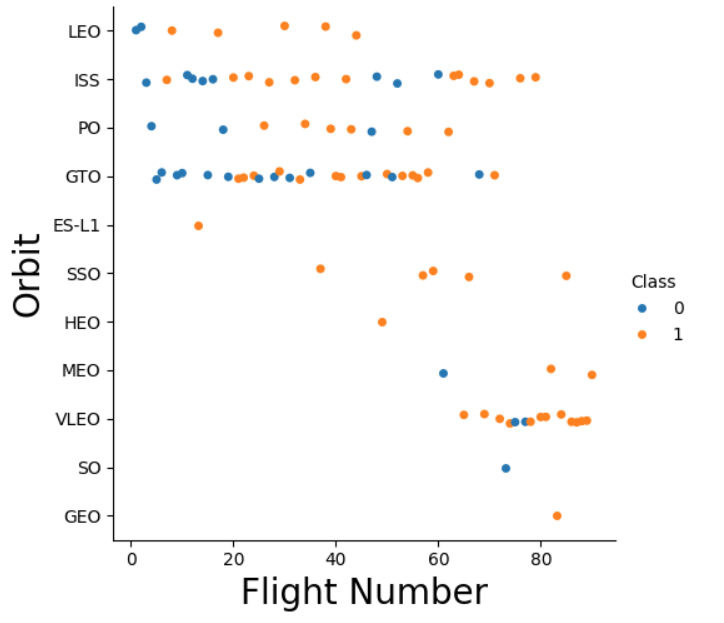 LEO
ISS
PO
GTO
ES-L1
SSO
HEO
MEO
VLEO
SO
GEO
Orbit
0 20 40 60 80
Flight Number
Class
0
1